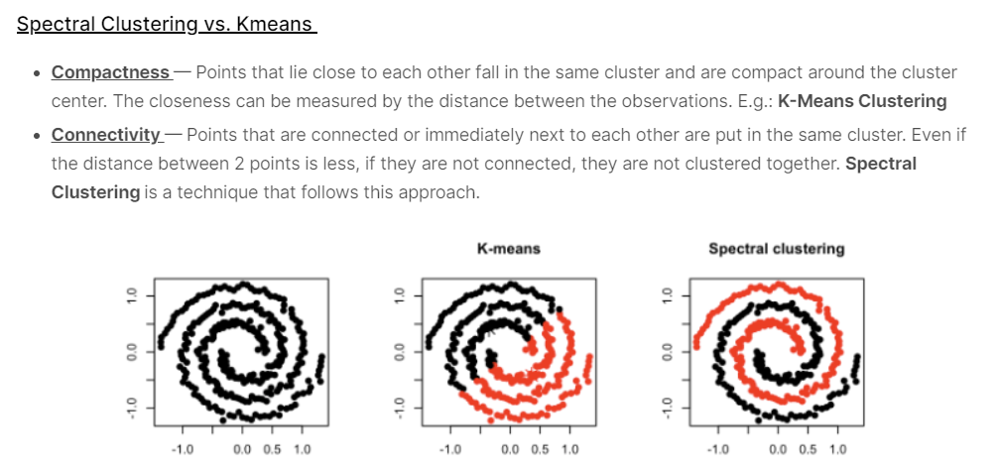 Spectral Clustering vs. Kmeans
• Compactness — Points that lie close to each other fall in the same cluster and are compact around the cluster
center. The closeness can be measured by the distance between the observations. E.g.: K-Means Clustering
• Connectivity — Points that are connected or immediately next to each other are put in the same cluster. Even if
the distance between 2 points is less, if they are not connected, they are not clustered together. Spectral
Clustering is a technique that follows this approach.
K-means
Spectral clustering
1.0
0.0
-1.0
-1.0 0.0 0.5 1.0
1.0
0.0
-1.0
-1.0 0.0 0.5 1.0
1.0
0.0
-1.0
-1.0 0.0 0.5 1.0